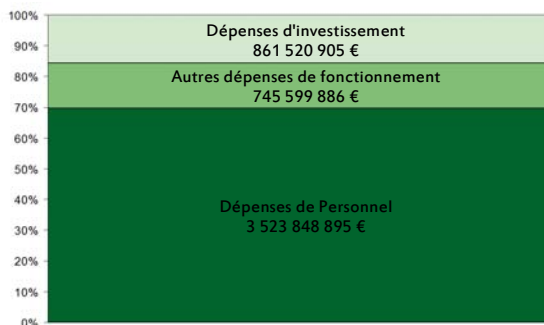 100%
Dépenses d'investissement
90%
861 520 905 €
80%
Autres dépenses de fonctionnement
745 599 886 €
70%
60%
50%
40%
Dépenses de Personnel
30%
3 523 848 895 €
20%
10%
0%